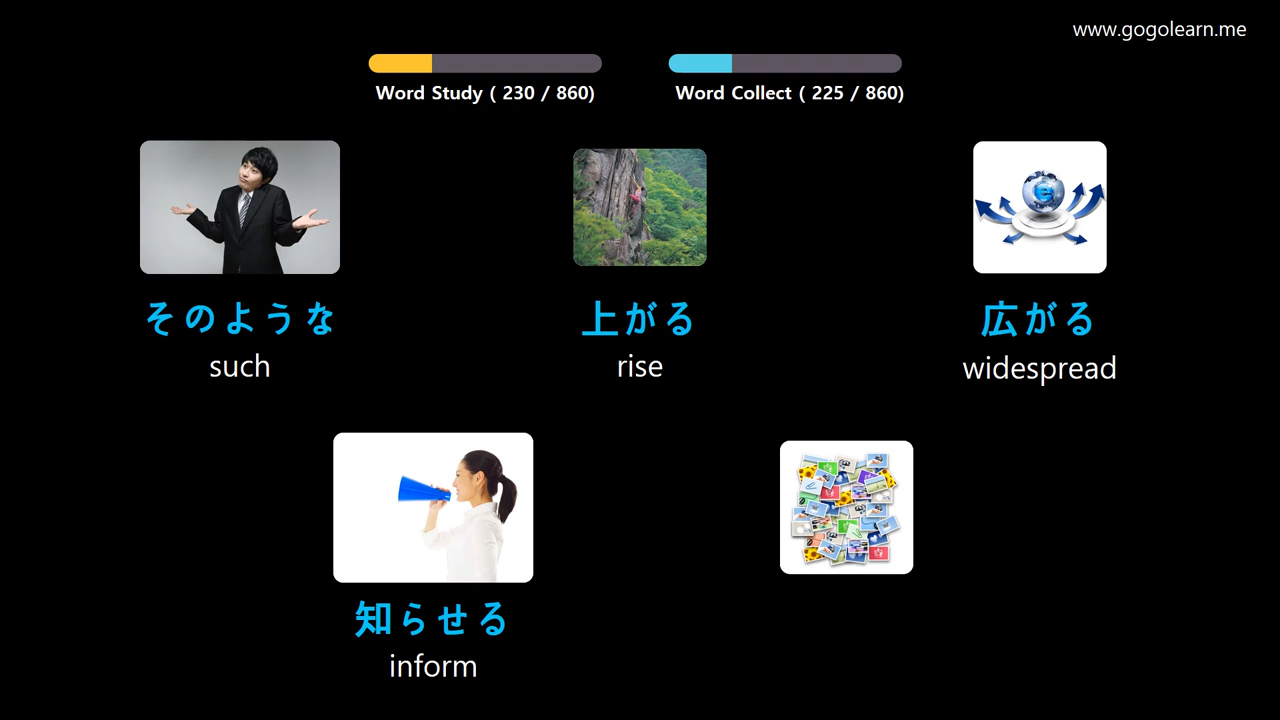 www.gogolearn.me
Word Study ( 230 / 860)
Word Collect ( 225 / 860)
そのような
such
上がる
rise
広がる
widespread
知らせる
inform